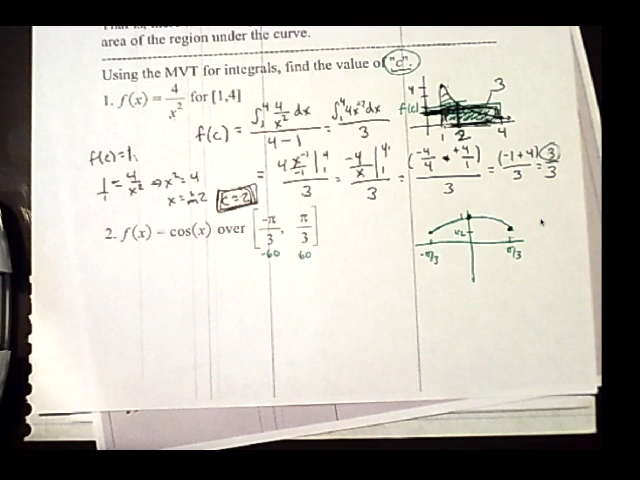 area of the region under the curve.
Using the MVT for integrals, find the value of "c".
1. f(x) = 4/x² for [1,4]
f(c) = ∫₁⁴ 4/x² dx / 4 − 1 = ∫₁⁴ 4x⁻² dx / 3
= 4x⁻¹/−1 |₁⁴ / 3 = −4/x |₁⁴ / 3 = (−4/4 + +4/1) / 3 = (−1+4)/3 = 3/3
f(c) = 1
1/1 = 4/x² ⇒ x² = 4
x = ±2
c = 2
4
f(c)
3
1 2 4
2. f(x) − cos(x) over [−π/3, π/3]
−60 60
1
1/2
−π/3 π/3